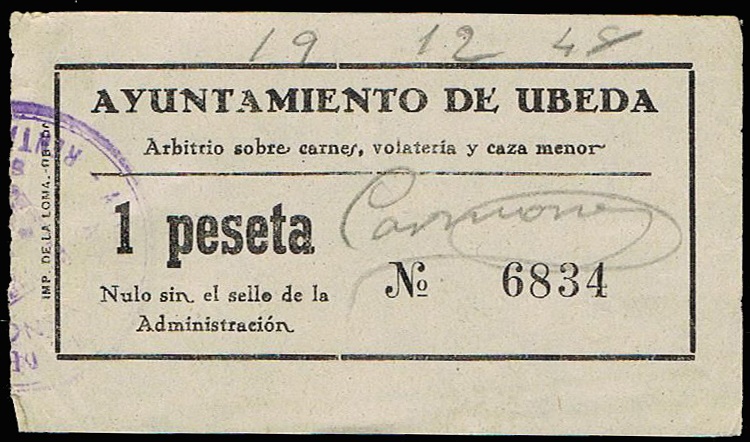 19 12 48
AYUNTAMIENTO DE UBEDA
Arbitrio sobre carnes, volatería y caza menor
1 peseta
Nº 6834
Nulo sin el sello de la
Administración
IMP. DE LA LOMA.-UBEDA